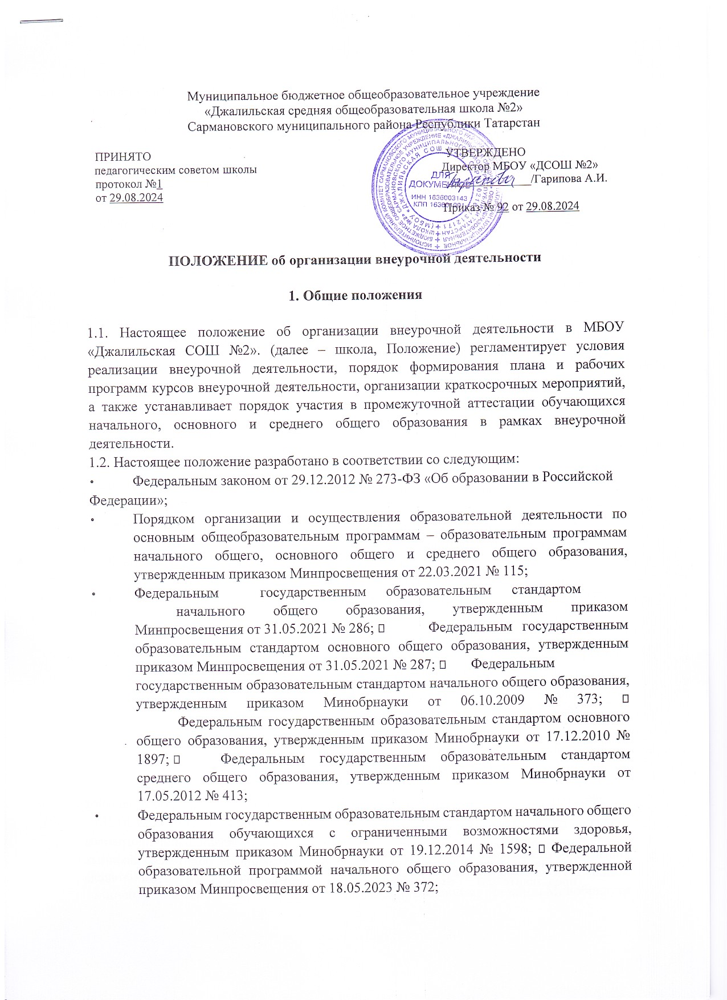 Муниципальное бюджетное общеобразовательное учреждение
«Джалильская средняя общеобразовательная школа №2»
Сармановского муниципального района Республики Татарстан
ПРИНЯТО
педагогическим советом школы
протокол №1
от 29.08.2024
УТВЕРЖДЕНО
Директор МБОУ «ДСОШ №2»
/Гарипова А.И.
Приказ № 92 от 29.08.2024
ДЛЯ
ДОКУМЕНТОВ
ИНН 1636003143
КПП 163601001
ПОЛОЖЕНИЕ об организации внеурочной деятельности
1. Общие положения
1.1. Настоящее положение об организации внеурочной деятельности в МБОУ
«Джалильская СОШ №2». (далее – школа, Положение) регламентирует условия
реализации внеурочной деятельности, порядок формирования плана и рабочих
программ курсов внеурочной деятельности, организации краткосрочных мероприятий,
а также устанавливает порядок участия в промежуточной аттестации обучающихся
начального, основного и среднего общего образования в рамках внеурочной
деятельности.
1.2. Настоящее положение разработано в соответствии со следующим:
• Федеральным законом от 29.12.2012 № 273-ФЗ «Об образовании в Российской
Федерации»;
• Порядком организации и осуществления образовательной деятельности по
основным общеобразовательным программам – образовательным программам
начального общего, основного общего и среднего общего образования,
утвержденным приказом Минпросвещения от 22.03.2021 № 115;
• Федеральным государственным образовательным стандартом
начального общего образования, утвержденным приказом
Минпросвещения от 31.05.2021 № 286; Федеральным государственным
образовательным стандартом основного общего образования, утвержденным
приказом Минпросвещения от 31.05.2021 № 287; Федеральным
государственным образовательным стандартом начального общего образования,
утвержденным приказом Минобрнауки от 06.10.2009 № 373;
Федеральным государственным образовательным стандартом основного
общего образования, утвержденным приказом Минобрнауки от 17.12.2010 №
1897; Федеральным государственным образовательным стандартом
среднего общего образования, утвержденным приказом Минобрнауки от
17.05.2012 № 413;
• Федеральным государственным образовательным стандартом начального общего
образования обучающихся с ограниченными возможностями здоровья,
утвержденным приказом Минобрнауки от 19.12.2014 № 1598; Федеральной
образовательной программой начального общего образования, утвержденной
приказом Минпросвещения от 18.05.2023 № 372;